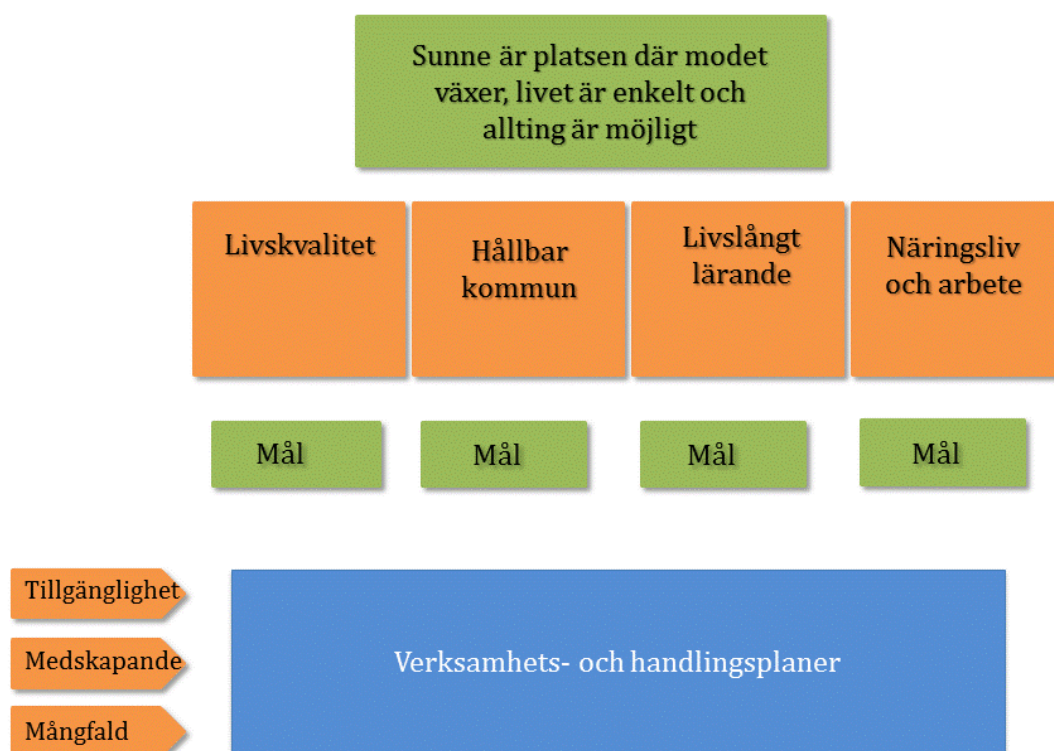 Sunne är platsen där modet
växer, livet är enkelt och
allting är möjligt
Livskvalitet
Hållbar
kommun
Livslångt
lärande
Näringsliv
och arbete
Mål
Mål
Mål
Mål
Tillgänglighet
Medskapande
Mångfald
Verksamhets- och handlingsplaner